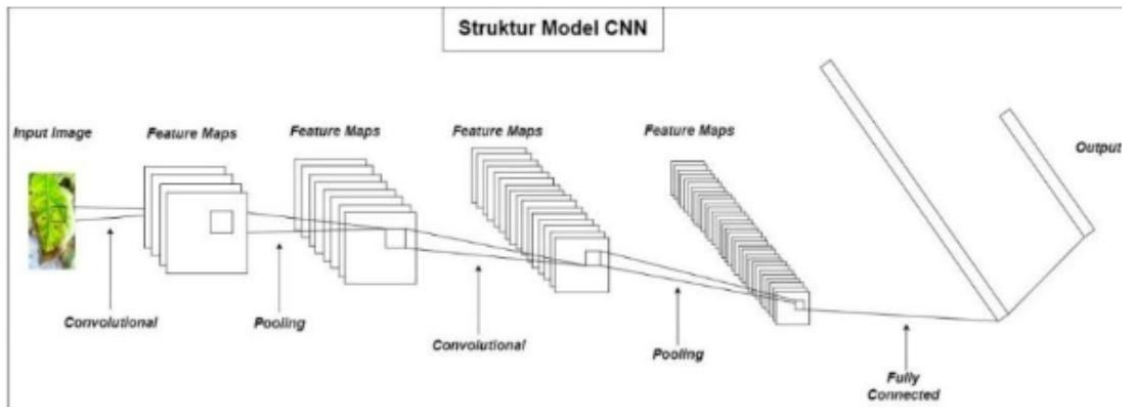 Struktur Model CNN
Input Image
Feature Maps
Feature Maps
Feature Maps
Feature Maps
Output
Convolutional
Pooling
Convolutional
Pooling
Fully
Connected